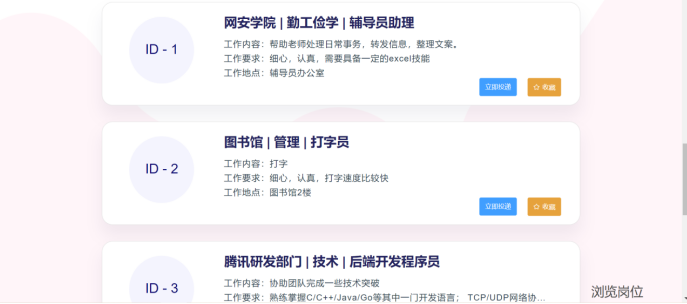 网安学院 | 勤工俭学 | 辅导员助理
ID - 1
工作内容：帮助老师处理日常事务，转发信息，整理文案。
工作要求：细心，认真，需要具备一定的excel技能
工作地点：辅导员办公室
立即投递
☆ 收藏
图书馆 | 管理 | 打字员
ID - 2
工作内容：打字
工作要求：细心，认真，打字速度比较快
工作地点：图书馆2楼
立即投递
☆ 收藏
腾讯研发部门 | 技术 | 后端开发程序员
ID - 3
工作内容：协助团队完成一些技术突破
工作要求：熟练掌握C/C++/Java/Go等其中一门开发语言； TCP/UDP网络协...
浏览岗位